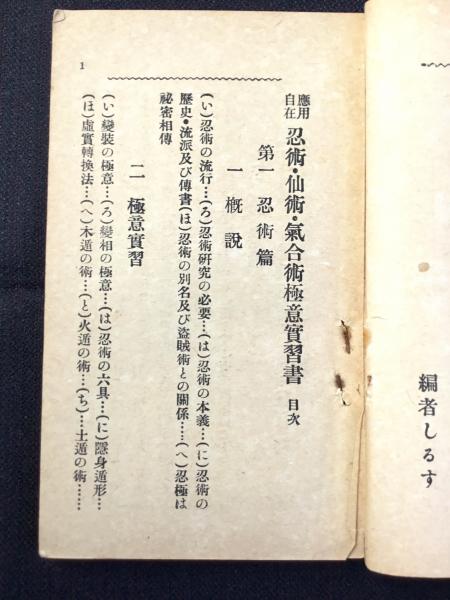 編者しるす
應用自在 忍術・仙術・氣合術極意實習書 目次
第一 忍術篇
一 概説
(い)忍術の流行…(ろ)忍術研究の必要…(は)忍術の本義…(に)忍術の
歷史・流派及び傳書(ほ)忍術の別名及び盜賊術との關係……(へ)忍極は
祕密相傳
二 極意實習
(い)變裝の極意…(ろ)變相の極意…(は)忍術の六具…(に)隱身遁形…
(ほ)虛實轉換法…(へ)木遁の術…(と)火遁の術…(ち)…土遁の術……
1